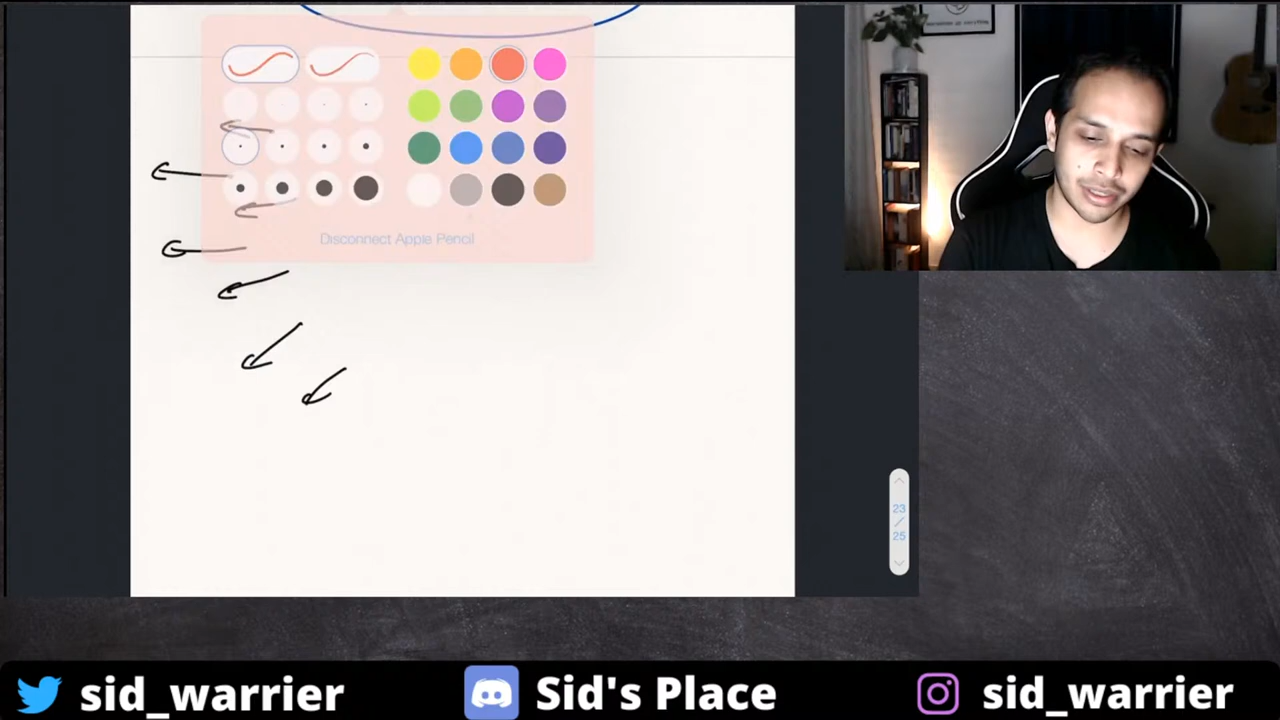 Disconnect Apple Pencil
23
/
25
sid_warrier
Sid's Place
sid_warrier